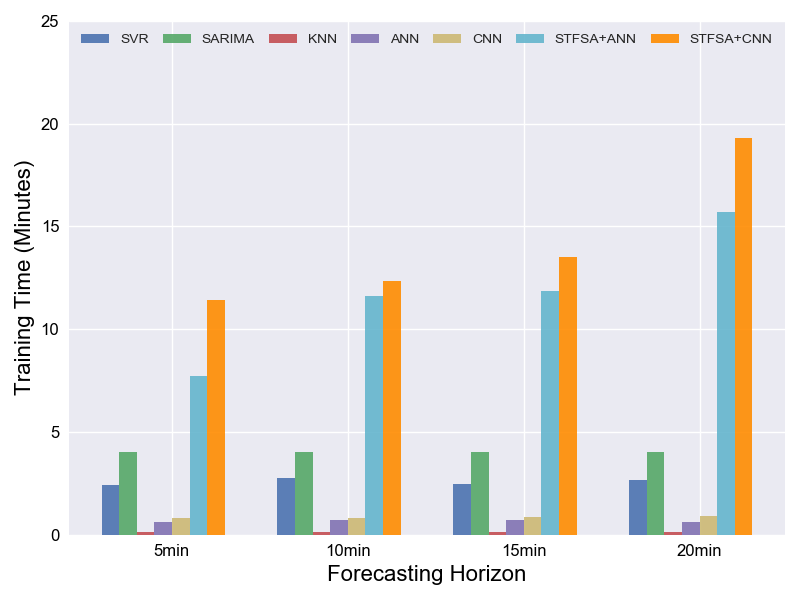 SVR SARIMA KNN ANN CNN STFSA+ANN STFSA+CNN
25
20
15
10
5
0
Training Time (Minutes)
5min 10min 15min 20min
Forecasting Horizon